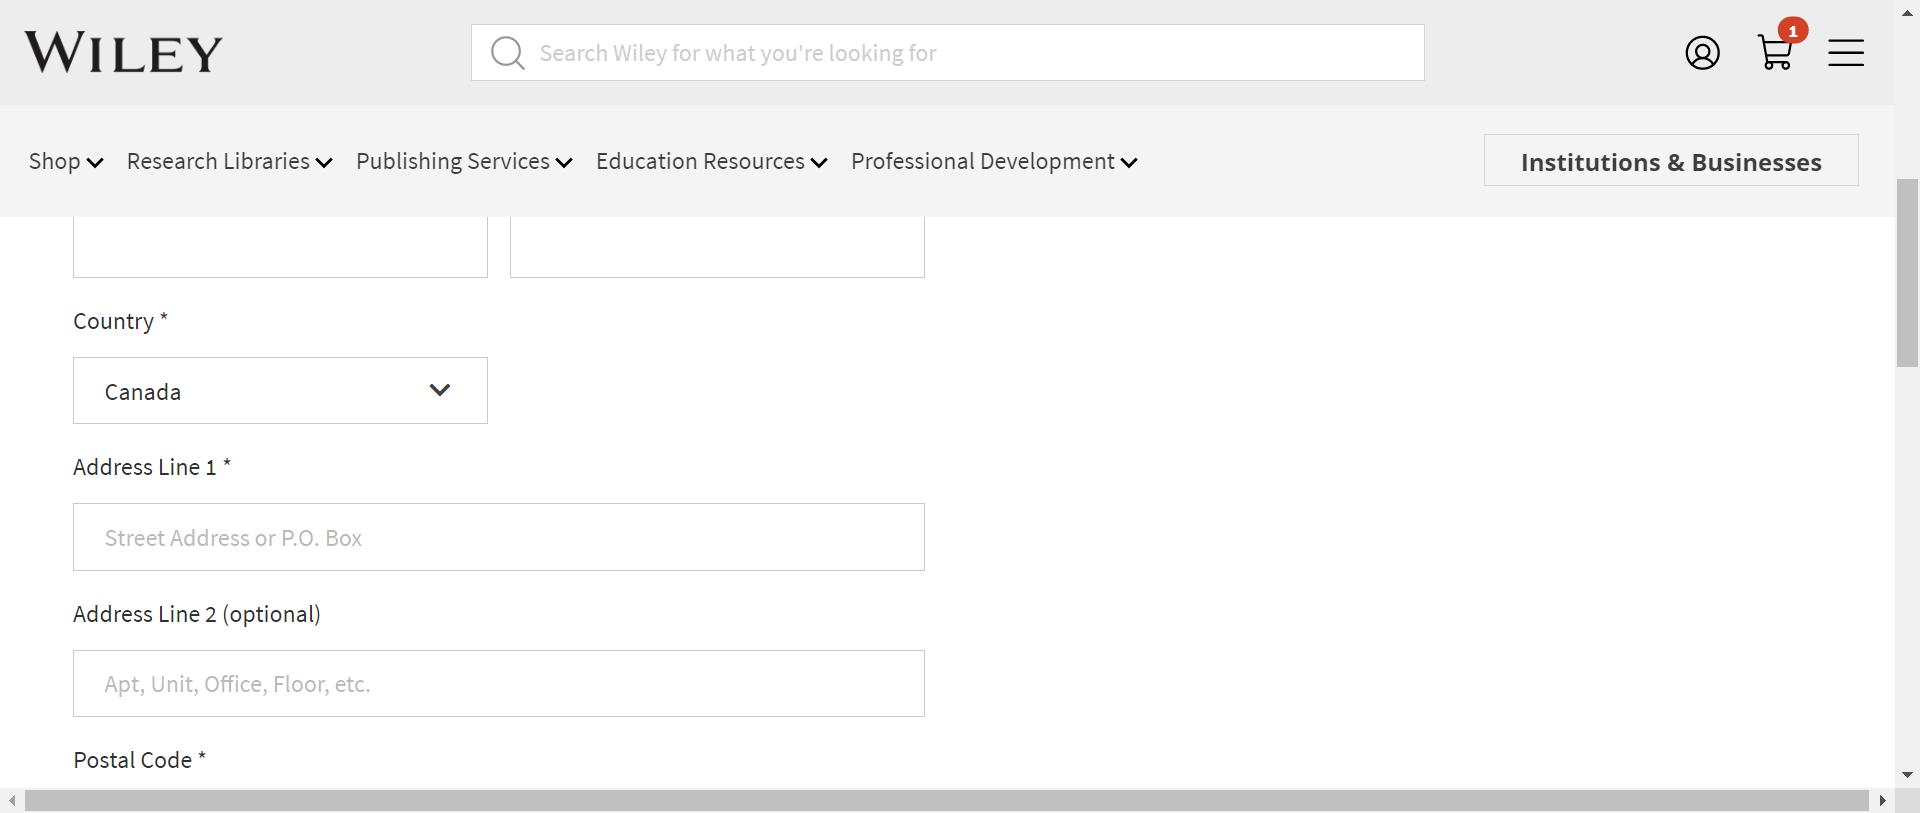 WILEY
Search Wiley for what you're looking for
1
Shop Research Libraries Publishing Services Education Resources Professional Development
Institutions & Businesses
Country *
Canada
Address Line 1 *
Street Address or P.O. Box
Address Line 2 (optional)
Apt, Unit, Office, Floor, etc.
Postal Code *